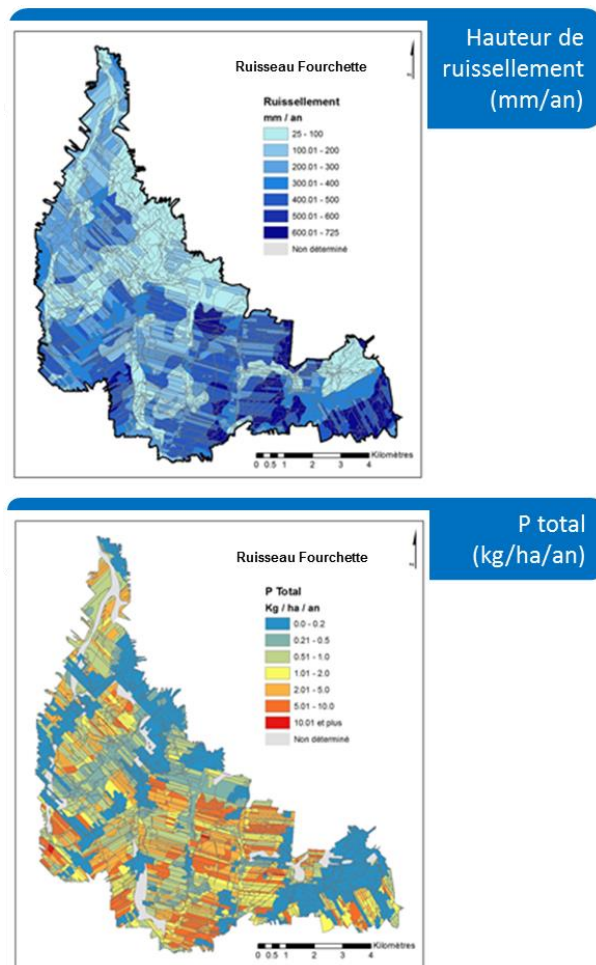 Hauteur de
ruissellement
(mm/an)
Ruisseau Fourchette
Ruissellement
mm / an
25 - 100
100.01 - 200
200.01 - 300
300.01 - 400
400.01 - 500
500.01 - 600
600.01 - 725
Non déterminé
Kilomètres
0 0.5 1 2 3 4
P total
(kg/ha/an)
Ruisseau Fourchette
P Total
Kg / ha / an
0.0 - 0.2
0.21 - 0.5
0.51 - 1.0
1.01 - 2.0
2.01 - 5.0
5.01 - 10.0
10.01 et plus
Non déterminé
Kilomètres
0 0.5 1 2 3 4